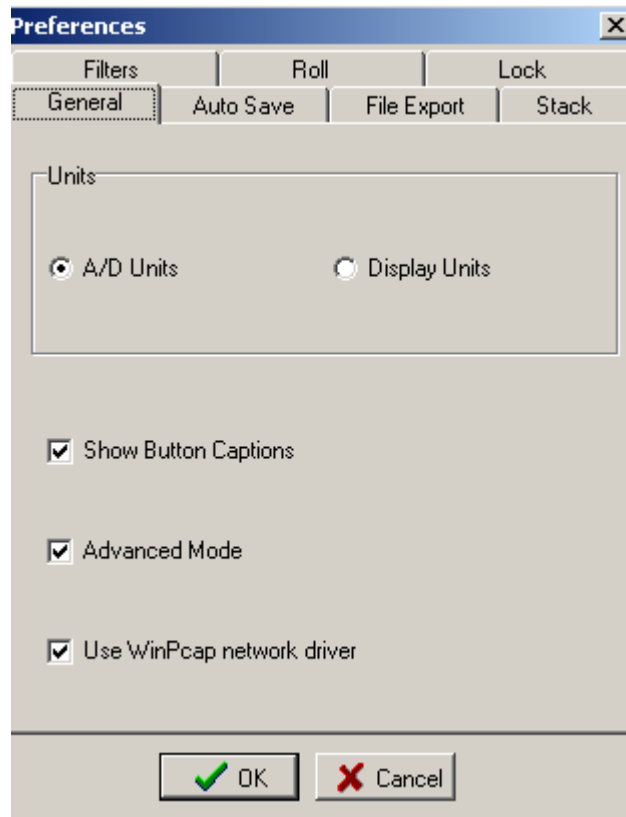 Preferences
Filters Roll Lock
General Auto Save File Export Stack
Units
A/D Units Display Units
Show Button Captions
Advanced Mode
Use WinPcap network driver
OK Cancel